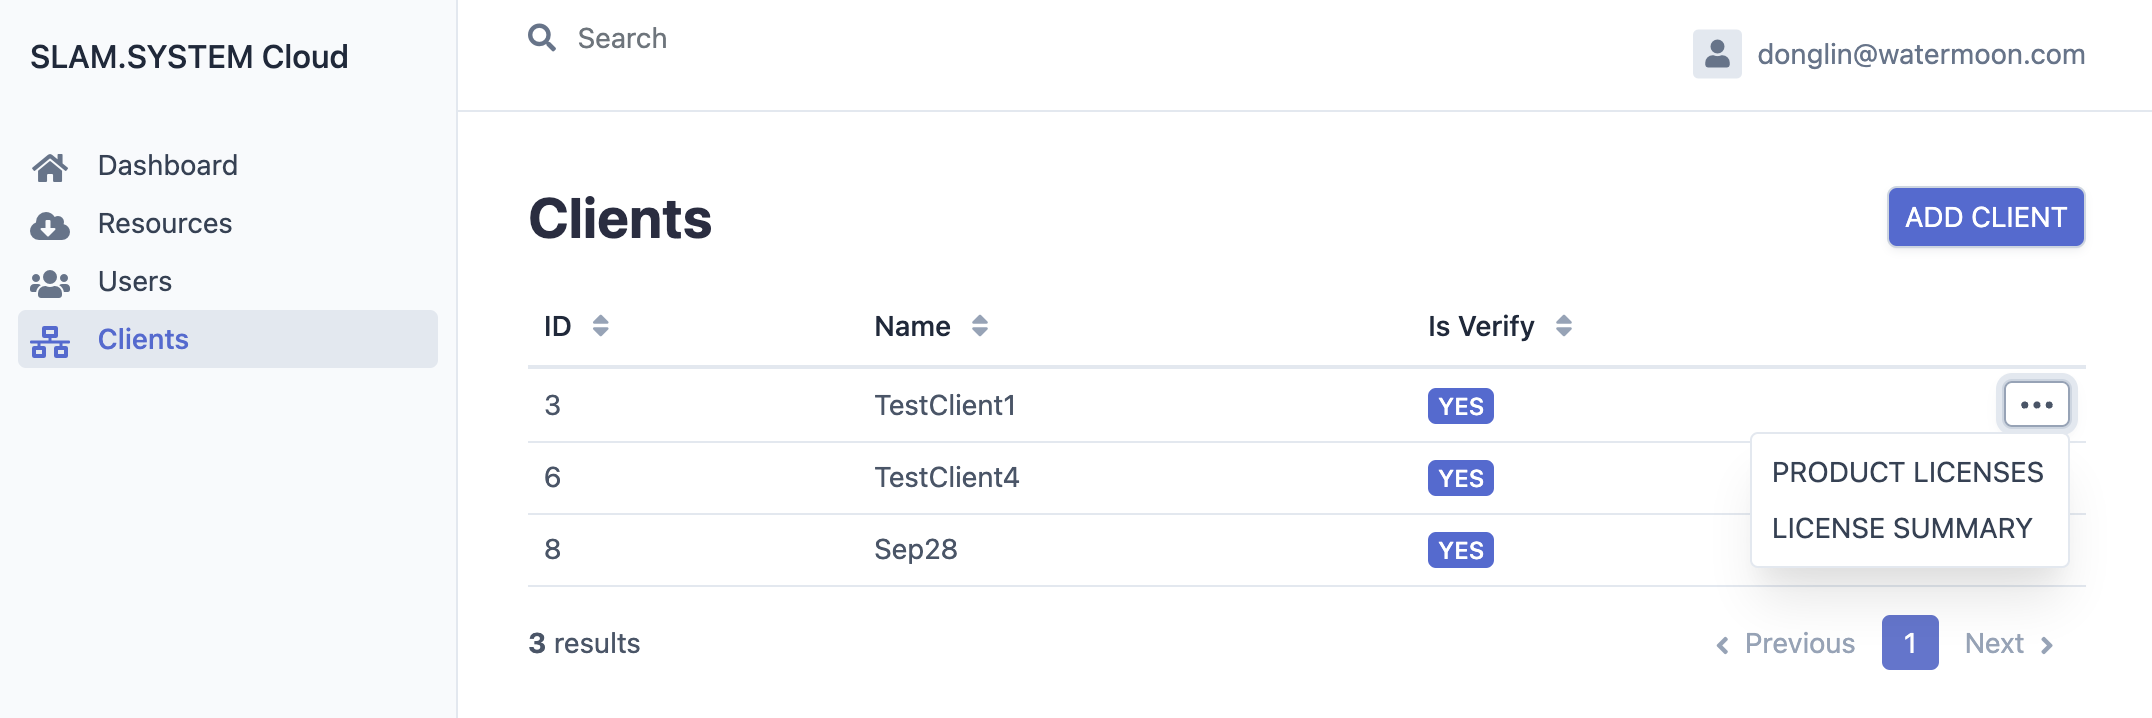 SLAM.SYSTEM Cloud
Search
donglin@watermoon.com
Dashboard
Resources
Users
Clients
Clients
ADD CLIENT
ID Name Is Verify
3 TestClient1 YES
PRODUCT LICENSES
LICENSE SUMMARY
6 TestClient4 YES
8 Sep28 YES
3 results
Previous 1 Next